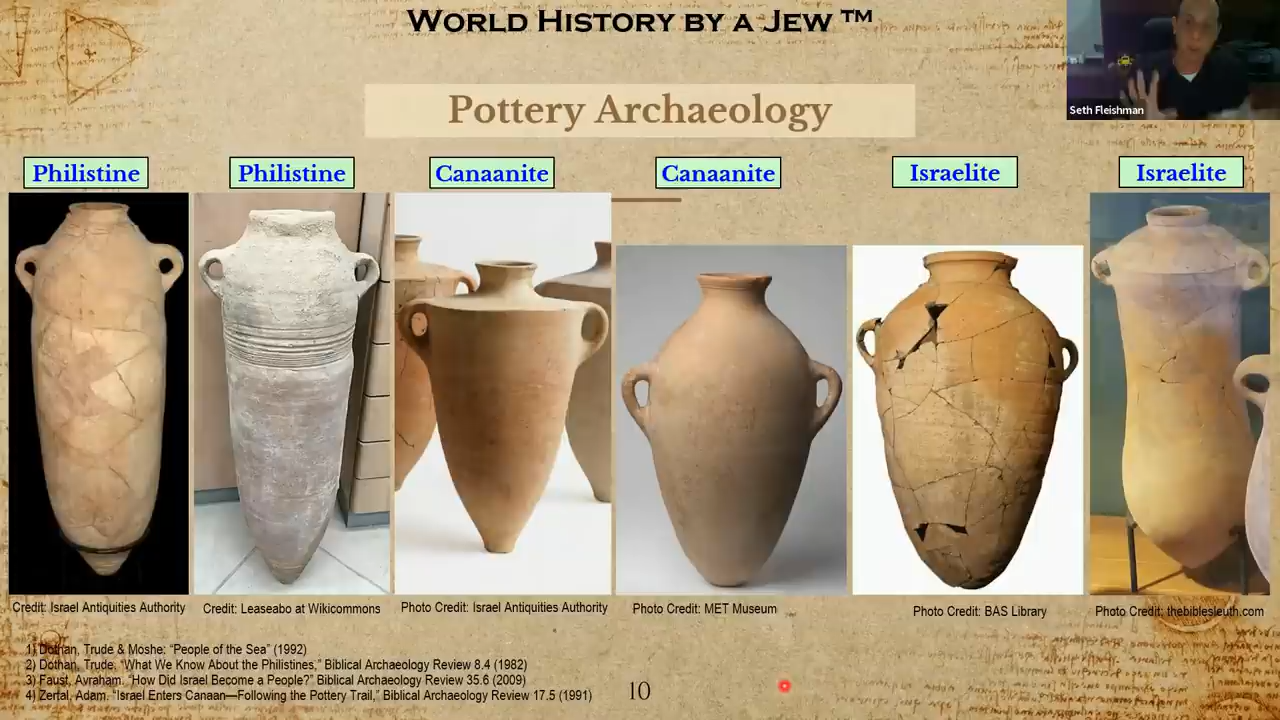 WORLD HISTORY BY A JEW ™
Seth Fleishman
Pottery Archaeology
Philistine
Philistine
Canaanite
Canaanite
Israelite
Israelite
Credit: Israel Antiquities Authority
Credit: Leaseabo at Wikicommons
Photo Credit: Israel Antiquities Authority
Photo Credit: MET Museum
Photo Credit: BAS Library
Photo Credit: thebiblesleuth.com
1) Dothan, Trude & Moshe: “People of the Sea” (1992)
2) Dothan, Trude, “What We Know About the Philistines,” Biblical Archaeology Review 8.4 (1982)
3) Faust, Avraham. “How Did Israel Become a People?” Biblical Archaeology Review 35.6 (2009)
4) Zertal, Adam. “Israel Enters Canaan—Following the Pottery Trail,” Biblical Archaeology Review 17.5 (1991)
10